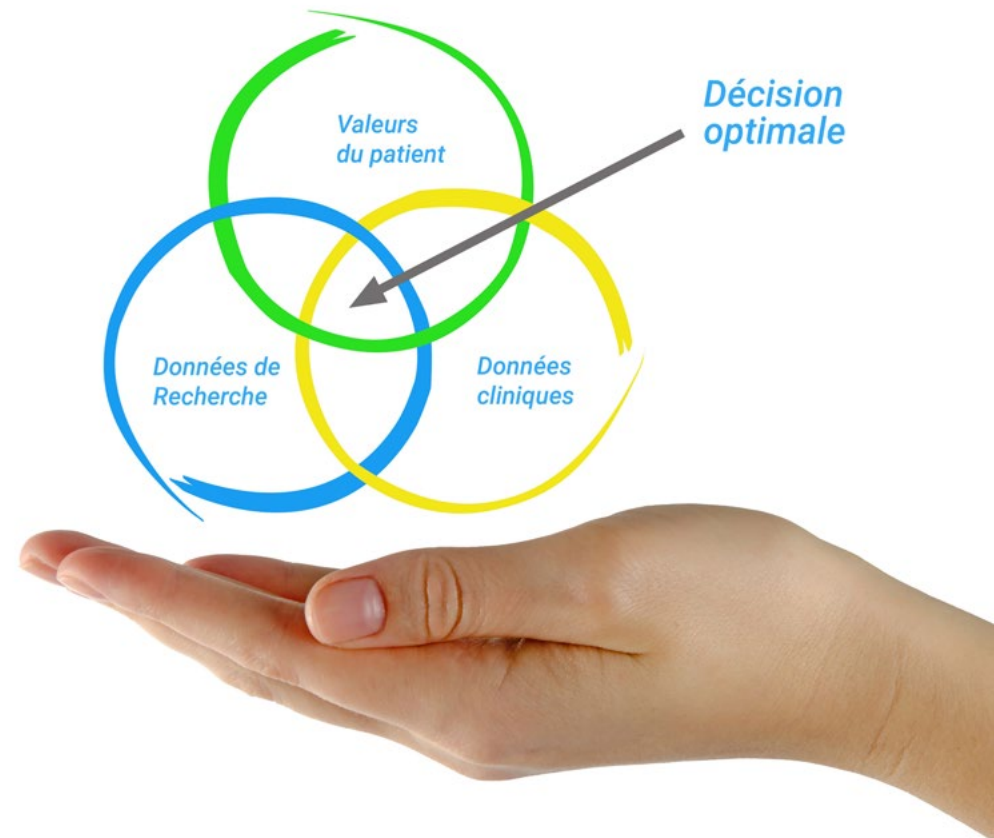 Valeurs
du patient
Décision
optimale
Données de
Recherche
Données
cliniques